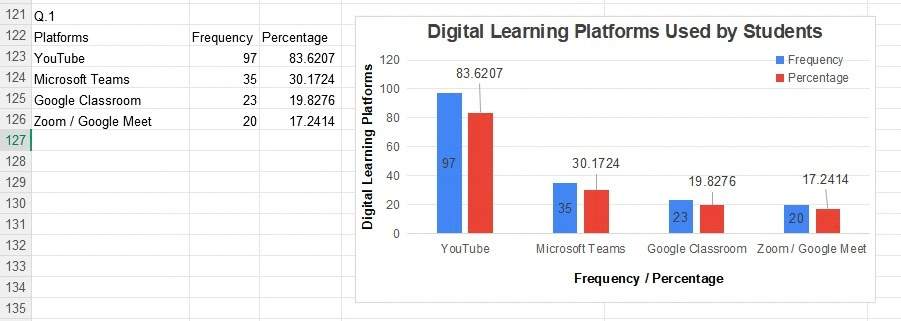 121 Q.1
122 Platforms Frequency Percentage
123 YouTube 97 83.6207
124 Microsoft Teams 35 30.1724
125 Google Classroom 23 19.8276
126 Zoom / Google Meet 20 17.2414
127
128
129
130
131
132
133
134
135
Digital Learning Platforms Used by Students
Frequency
Percentage
Digital Learning Platforms
120
100
80
60
40
20
0
83.6207
97
30.1724
35
19.8276
23
17.2414
20
YouTube Microsoft Teams Google Classroom Zoom / Google Meet
Frequency / Percentage